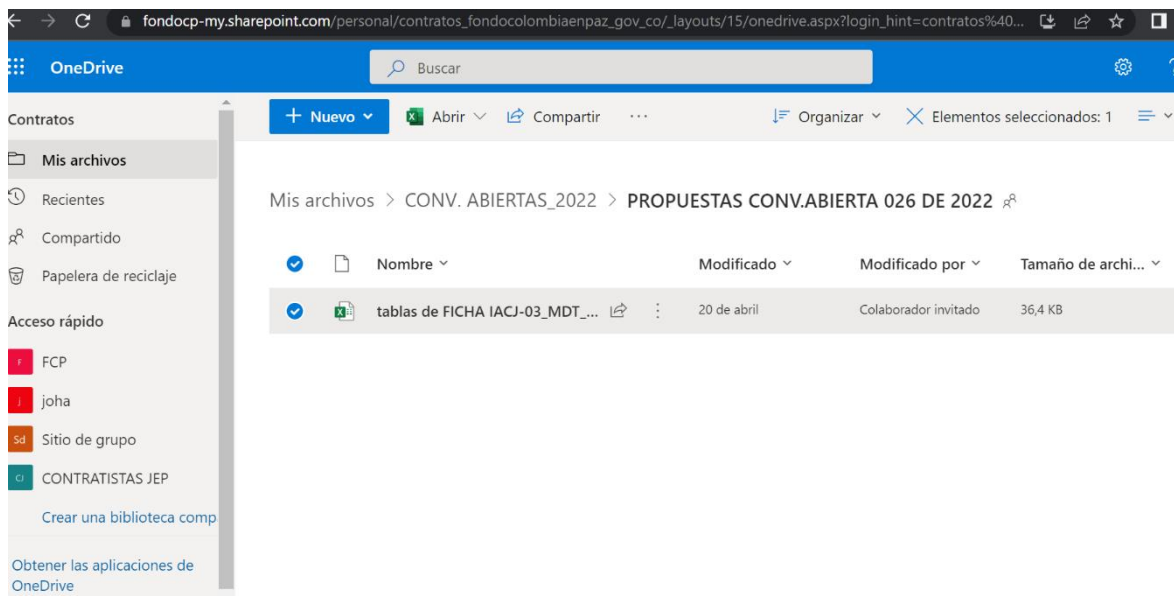 fondocp-my.sharepoint.com/personal/contratos_fondocolombiaenpaz_gov_co/_layouts/15/onedrive.aspx?login_hint=contratos%40...
OneDrive
Buscar
Contratos
Mis archivos
Recientes
Compartido
Papelera de reciclaje
Acceso rápido
F FCP
j joha
Sd Sitio de grupo
CJ CONTRATISTAS JEP
Crear una biblioteca comp
Obtener las aplicaciones de
OneDrive
+ Nuevo Abrir Compartir ... Organizar Elementos seleccionados: 1
Mis archivos > CONV. ABIERTAS_2022 > PROPUESTAS CONV.ABIERTA 026 DE 2022
Nombre Modificado Modificado por Tamaño de archi...
tablas de FICHA IACJ-03_MDT_... 20 de abril Colaborador invitado 36,4 KB